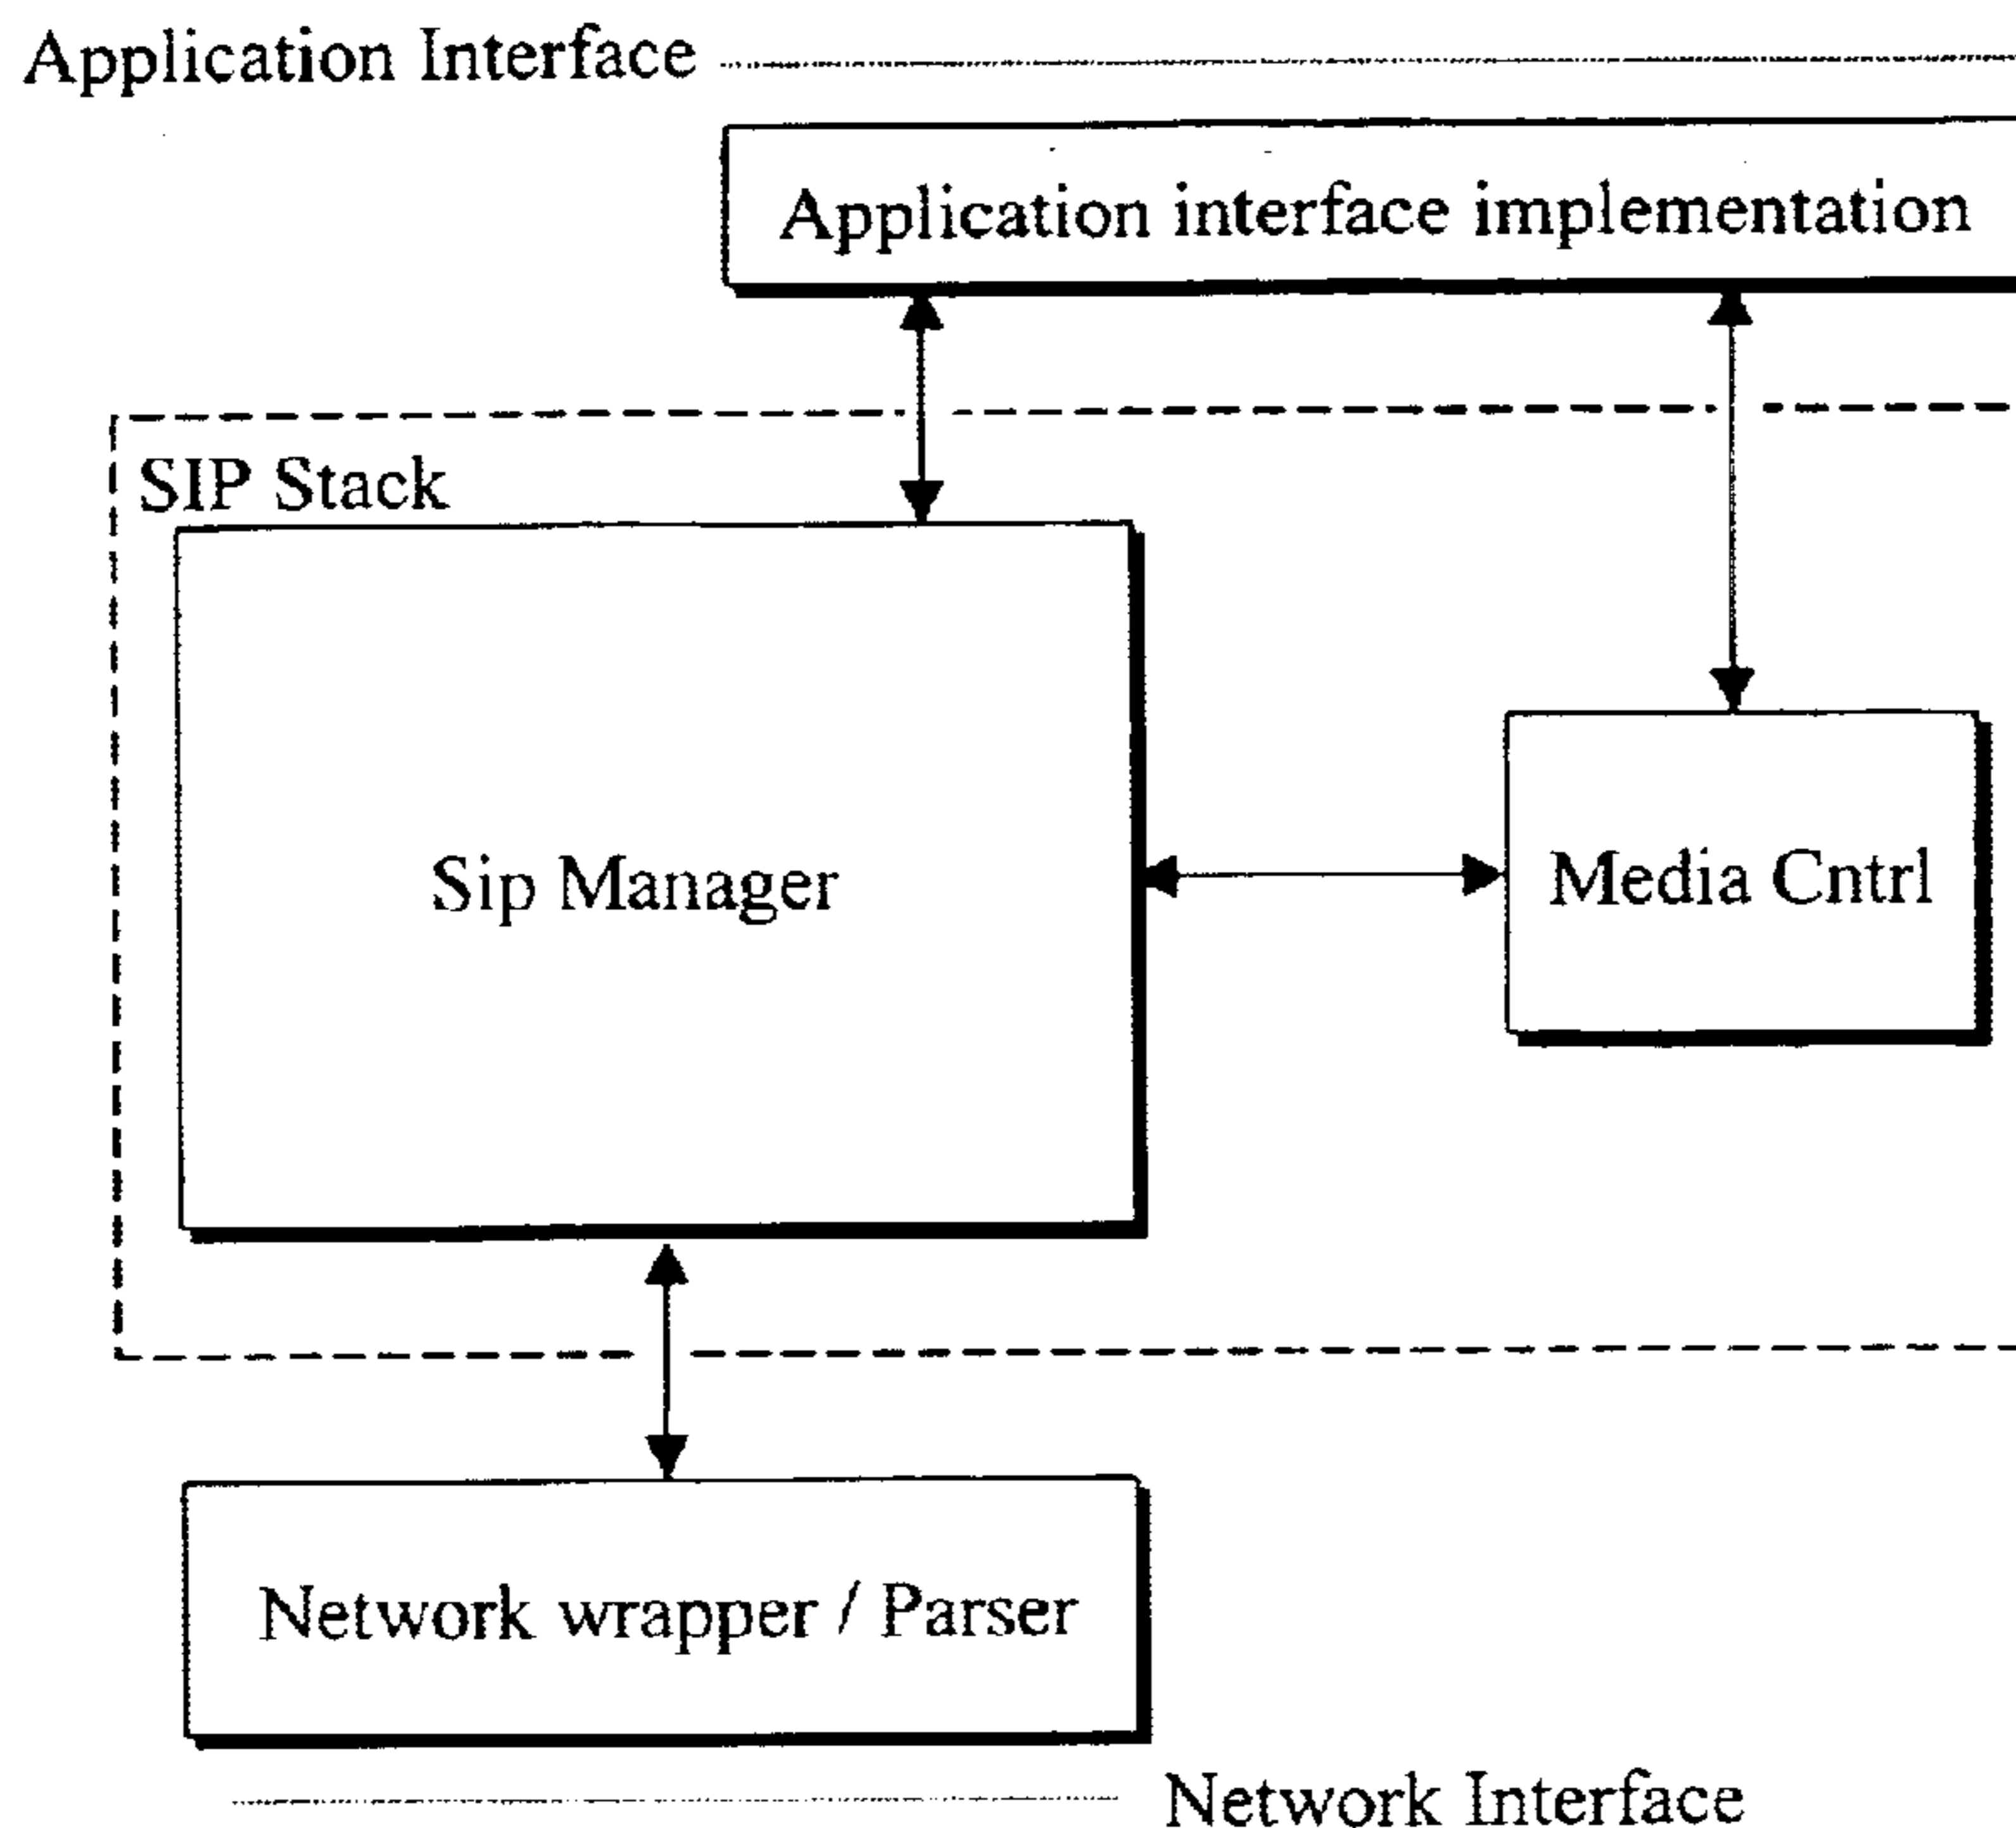 Application Interface
Application interface implementation
SIP Stack
Sip Manager
Media Cntrl
Network wrapper / Parser
Network Interface